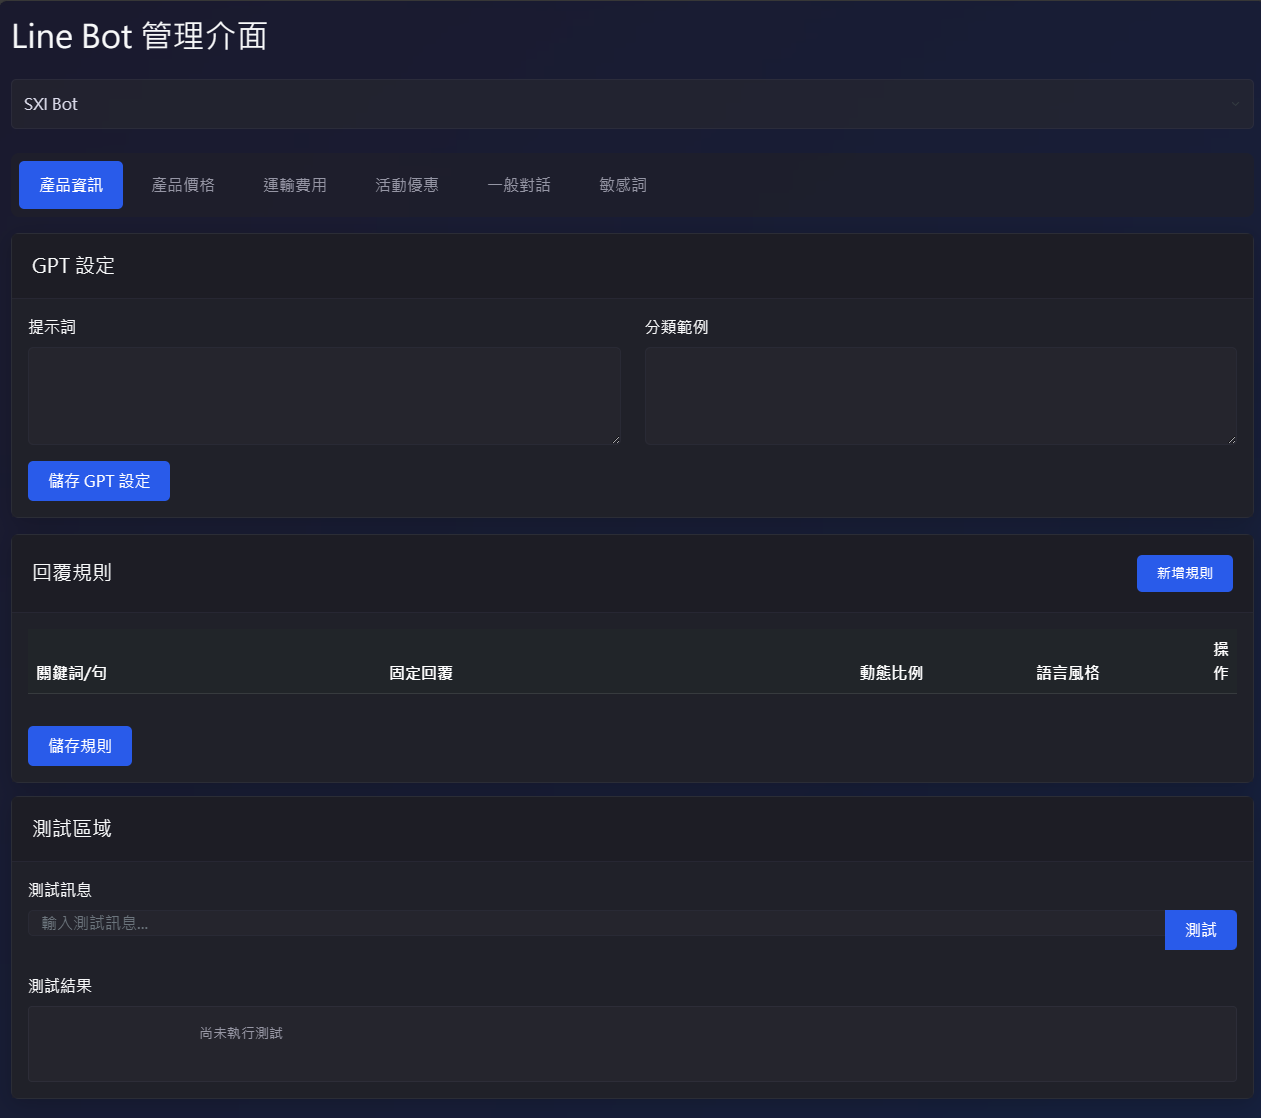 Line Bot 管理介面
SXI Bot
產品資訊 產品價格 運輸費用 活動優惠 一般對話 敏感詞
GPT 設定
提示詞 分類範例
儲存 GPT 設定
回覆規則 新增規則
關鍵詞/句 固定回覆 動態比例 語言風格 操作
儲存規則
測試區域
測試訊息
輸入測試訊息... 測試
測試結果
尚未執行測試